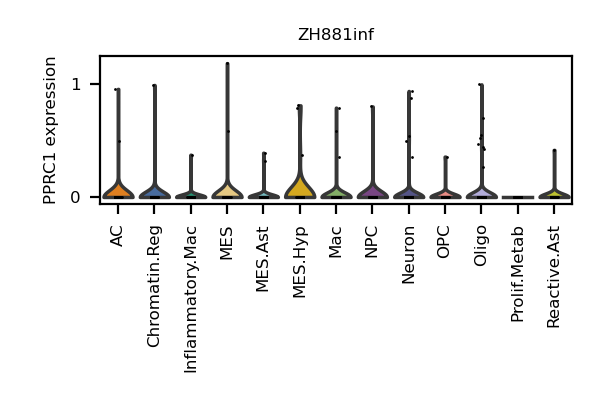 ZH881inf
PPRC1 expression
1
0
AC
Chromatin.Reg
Inflammatory.Mac
MES
MES.Ast
MES.Hyp
Mac
NPC
Neuron
OPC
Oligo
Prolif.Metab
Reactive.Ast